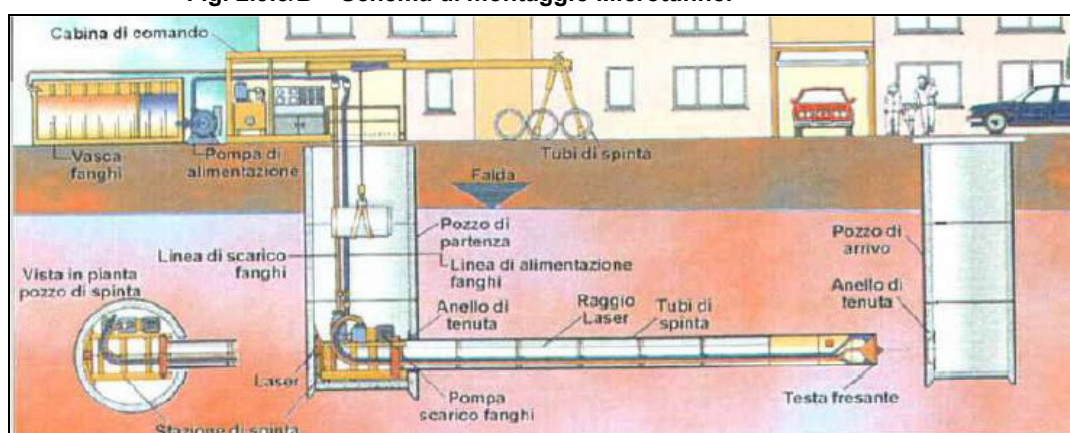 Fig. 2.3.3/B – Schema di montaggio Microtunnel
Cabina di comando
Vasca
fanghi
Pompa di
alimentazione
Tubi di spinta
Falda
Pozzo di
partenza
Linea di scarico
fanghi
Linea di alimentazione
fanghi
Pozzo di
arrivo
Vista in pianta
pozzo di spinta
Anello di
tenuta
Raggio
Laser
Tubi di
spinta
Anello di
tenuta
Laser
Pompa
scarico fanghi
Testa fresante
Stazione di spinta